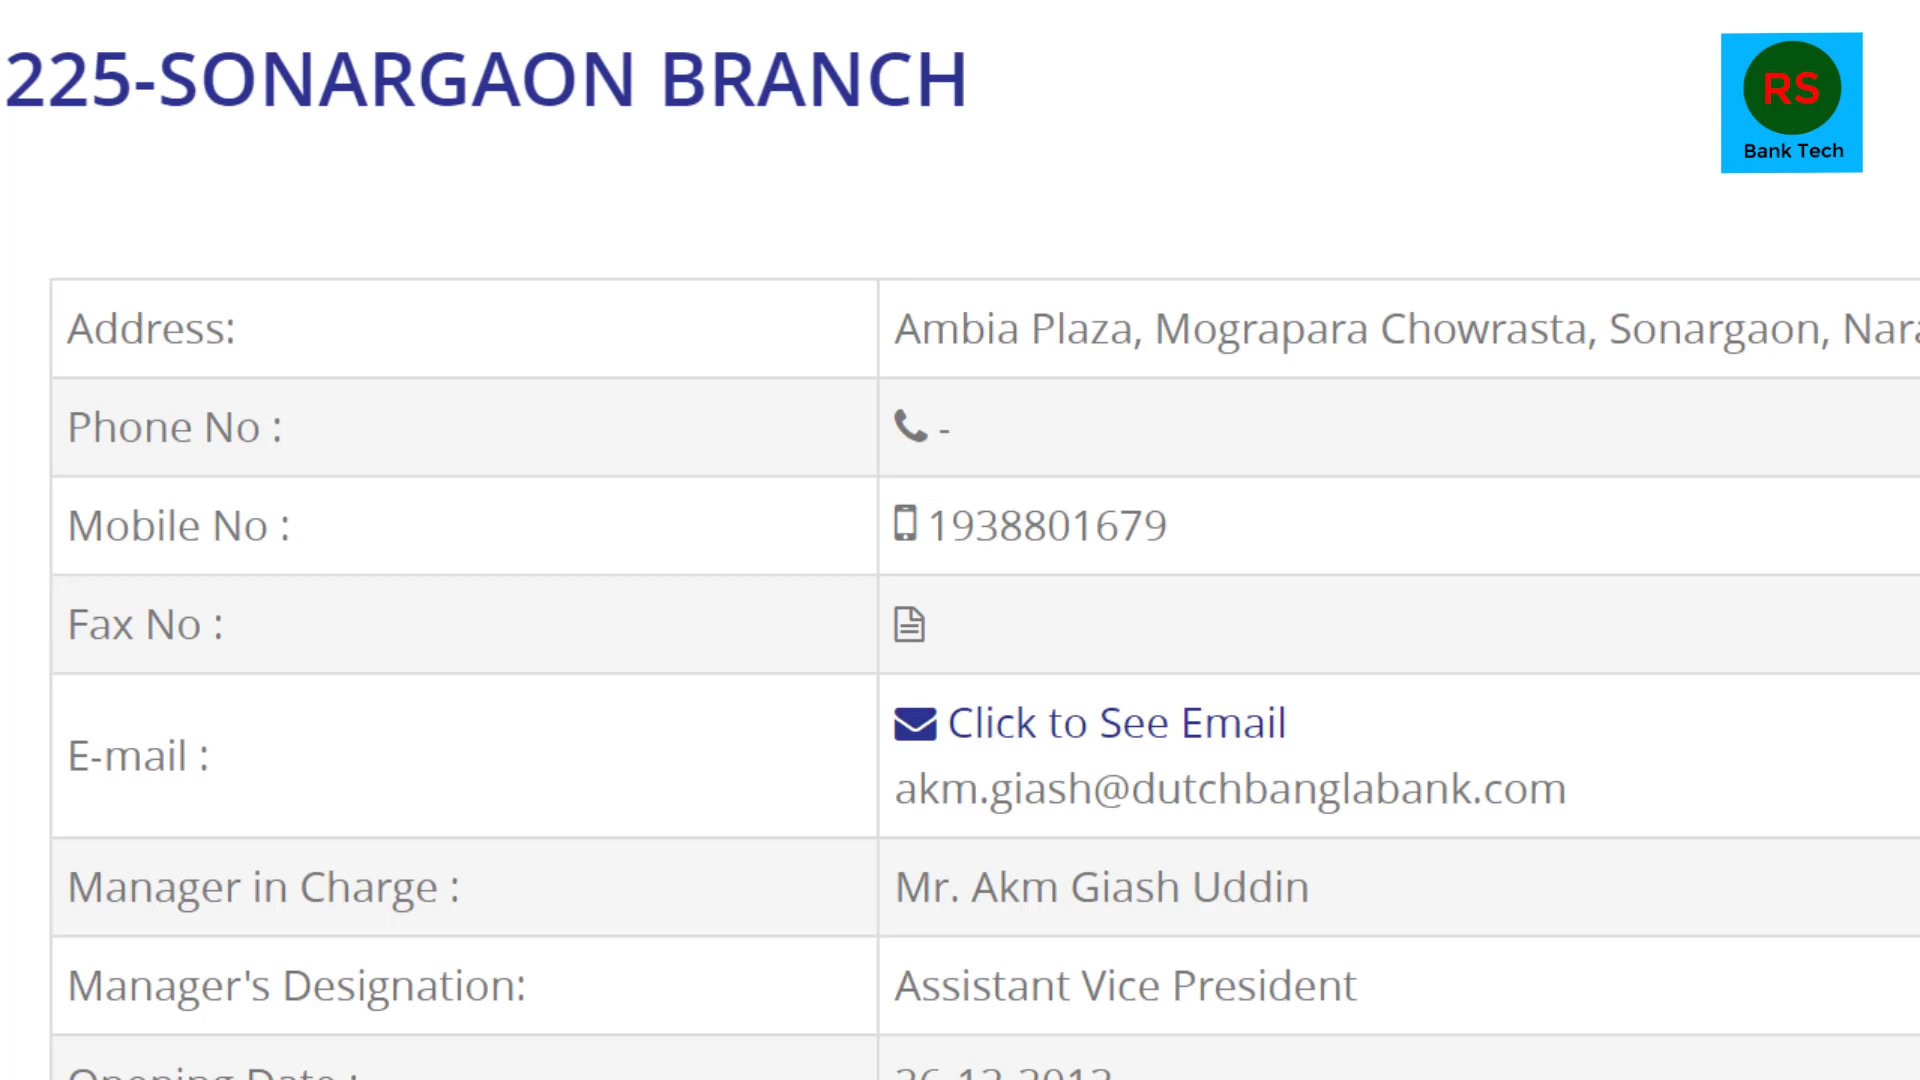 225-SONARGAON BRANCH
RS
Bank Tech
Address: Ambia Plaza, Mograpara Chowrasta, Sonargaon,
Phone No : -
Mobile No : 1938801679
Fax No :
E-mail : Click to See Email
akm.giash@dutchbanglabank.com
Manager in Charge : Mr. Akm Giash Uddin
Manager's Designation: Assistant Vice President
Opening Date :